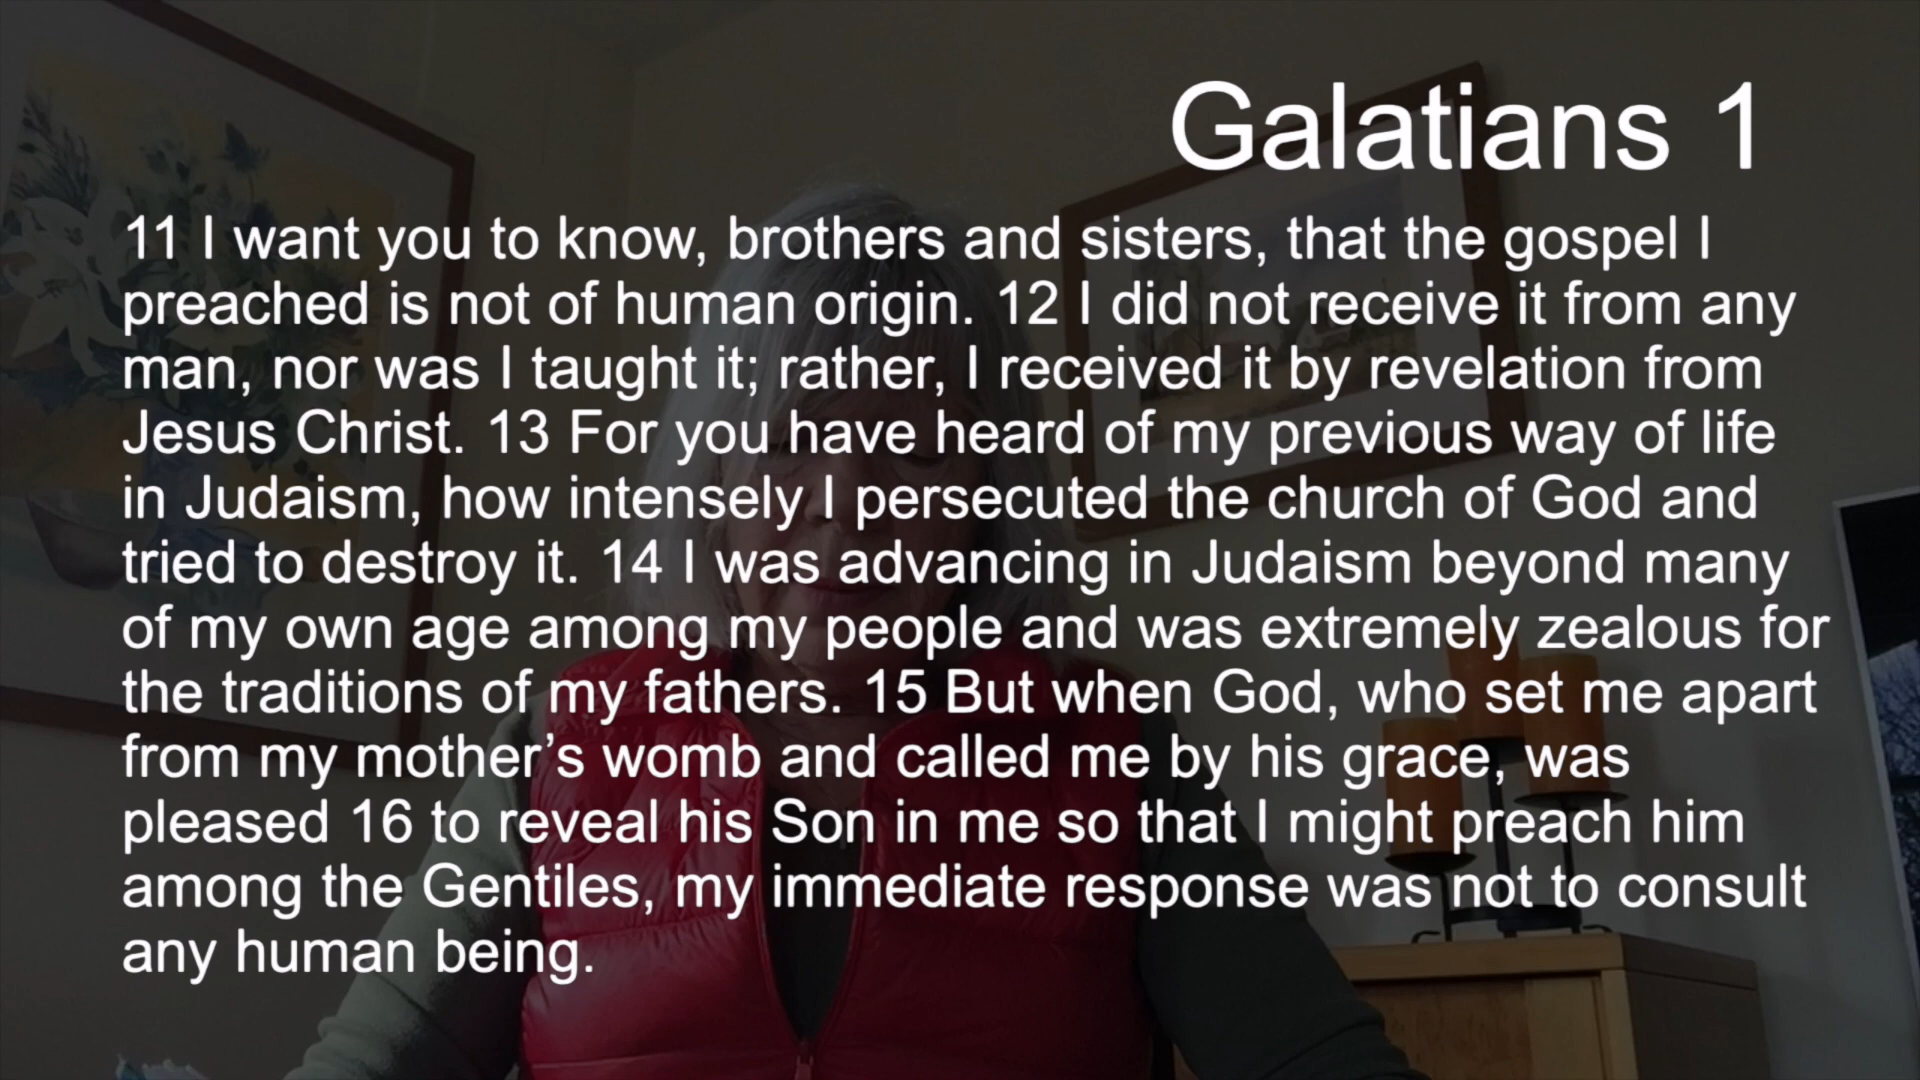 Galatians 1
11 I want you to know, brothers and sisters, that the gospel I
preached is not of human origin. 12 I did not receive it from any
man, nor was I taught it; rather, I received it by revelation from
Jesus Christ. 13 For you have heard of my previous way of life
in Judaism, how intensely I persecuted the church of God and
tried to destroy it. 14 I was advancing in Judaism beyond many
of my own age among my people and was extremely zealous for
the traditions of my fathers. 15 But when God, who set me apart
from my mother’s womb and called me by his grace, was
pleased 16 to reveal his Son in me so that I might preach him
among the Gentiles, my immediate response was not to consult
any human being.